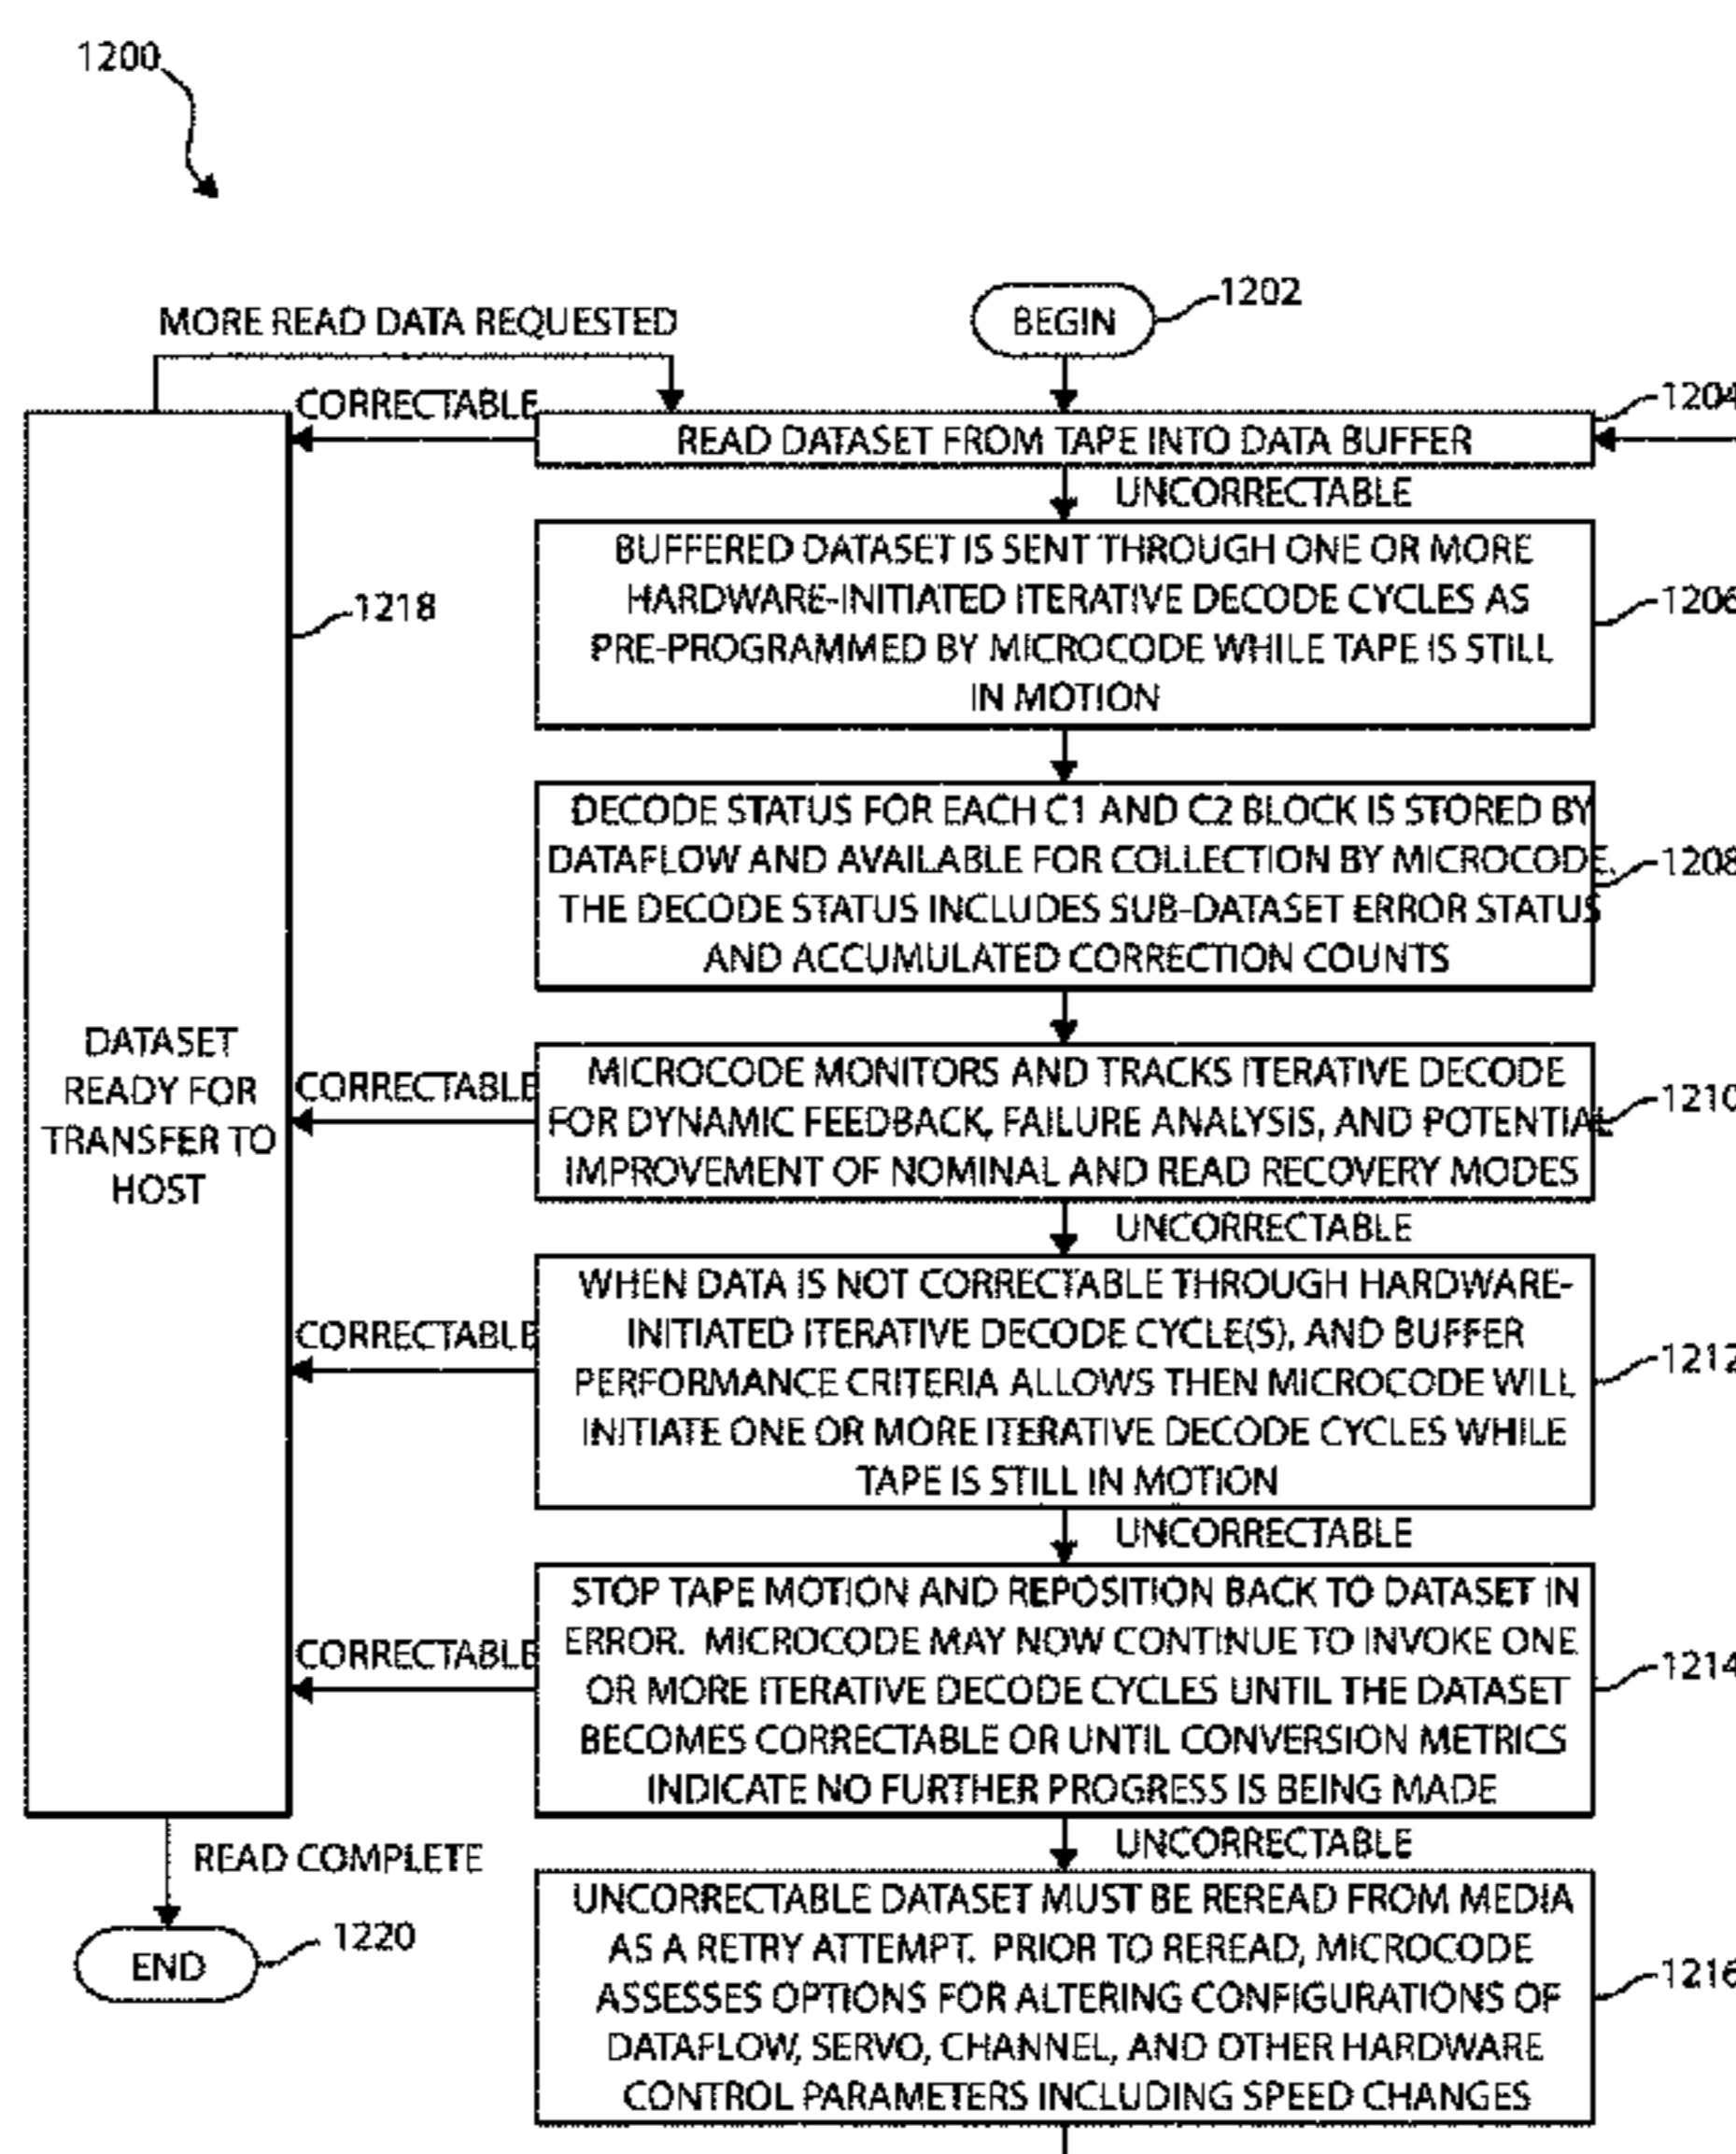 1200
BEGIN
1202
MORE READ DATA REQUESTED
CORRECTABLE
READ DATASET FROM TAPE INTO DATA BUFFER
1204
UNCORRECTABLE
BUFFERED DATASET IS SENT THROUGH ONE OR MORE
HARDWARE-INITIATED ITERATIVE DECODE CYCLES AS
PRE-PROGRAMMED BY MICROCODE WHILE TAPE IS STILL
IN MOTION
1206
1218
DECODE STATUS FOR EACH C1 AND C2 BLOCK IS STORED BY
DATAFLOW AND AVAILABLE FOR COLLECTION BY MICROCODE.
THE DECODE STATUS INCLUDES SUB-DATASET ERROR STATUS
AND ACCUMULATED CORRECTION COUNTS
1208
DATASET
READY FOR
TRANSFER TO
HOST
CORRECTABLE
MICROCODE MONITORS AND TRACKS ITERATIVE DECODE
FOR DYNAMIC FEEDBACK, FAILURE ANALYSIS, AND POTENTIAL
IMPROVEMENT OF NOMINAL AND READ RECOVERY MODES
1210
UNCORRECTABLE
CORRECTABLE
WHEN DATA IS NOT CORRECTABLE THROUGH HARDWARE-
INITIATED ITERATIVE DECODE CYCLE(S), AND BUFFER
PERFORMANCE CRITERIA ALLOWS THEN MICROCODE WILL
INITIATE ONE OR MORE ITERATIVE DECODE CYCLES WHILE
TAPE IS STILL IN MOTION
1212
UNCORRECTABLE
CORRECTABLE
STOP TAPE MOTION AND REPOSITION BACK TO DATASET IN
ERROR. MICROCODE MAY NOW CONTINUE TO INVOKE ONE
OR MORE ITERATIVE DECODE CYCLES UNTIL THE DATASET
BECOMES CORRECTABLE OR UNTIL CONVERSION METRICS
INDICATE NO FURTHER PROGRESS IS BEING MADE
1214
UNCORRECTABLE
READ COMPLETE
END
1220
UNCORRECTABLE DATASET MUST BE REREAD FROM MEDIA
AS A RETRY ATTEMPT. PRIOR TO REREAD, MICROCODE
ASSESSES OPTIONS FOR ALTERING CONFIGURATIONS OF
DATAFLOW, SERVO, CHANNEL, AND OTHER HARDWARE
CONTROL PARAMETERS INCLUDING SPEED CHANGES
1216